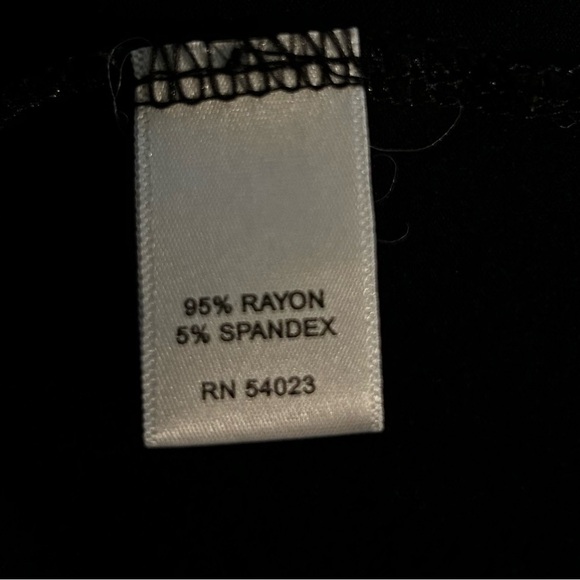 95% RAYON
5% SPANDEX
RN 54023